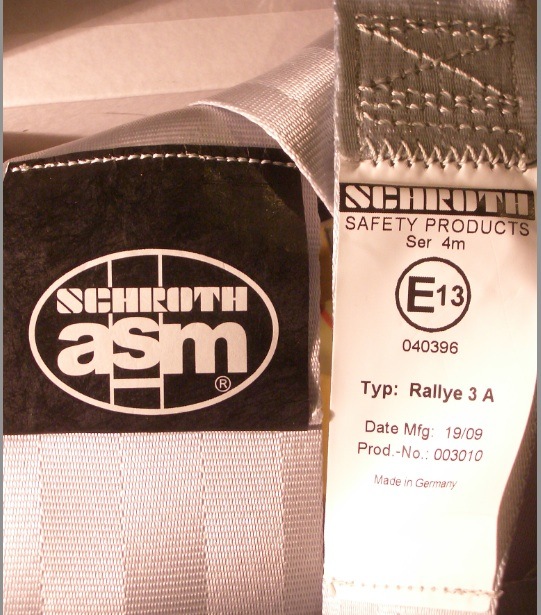 SCHROTH
asm
®
SCHROTH
SAFETY PRODUCTS
Ser 4m
E13
040396
Typ: Rallye 3 A
Date Mfg: 19/09
Prod.-No.: 003010
Made in Germany